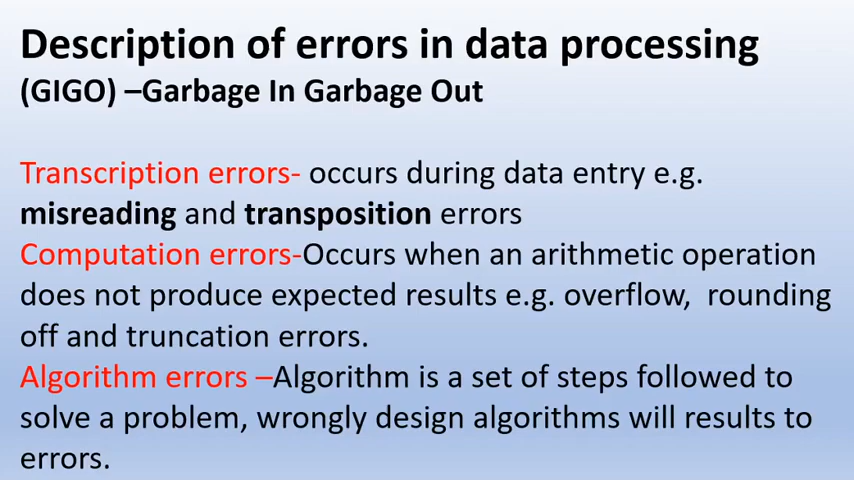 Description of errors in data processing
(GIGO) –Garbage In Garbage Out
Transcription errors- occurs during data entry e.g.
misreading and transposition errors
Computation errors-Occurs when an arithmetic operation
does not produce expected results e.g. overflow, rounding
off and truncation errors.
Algorithm errors –Algorithm is a set of steps followed to
solve a problem, wrongly design algorithms will results to
errors.